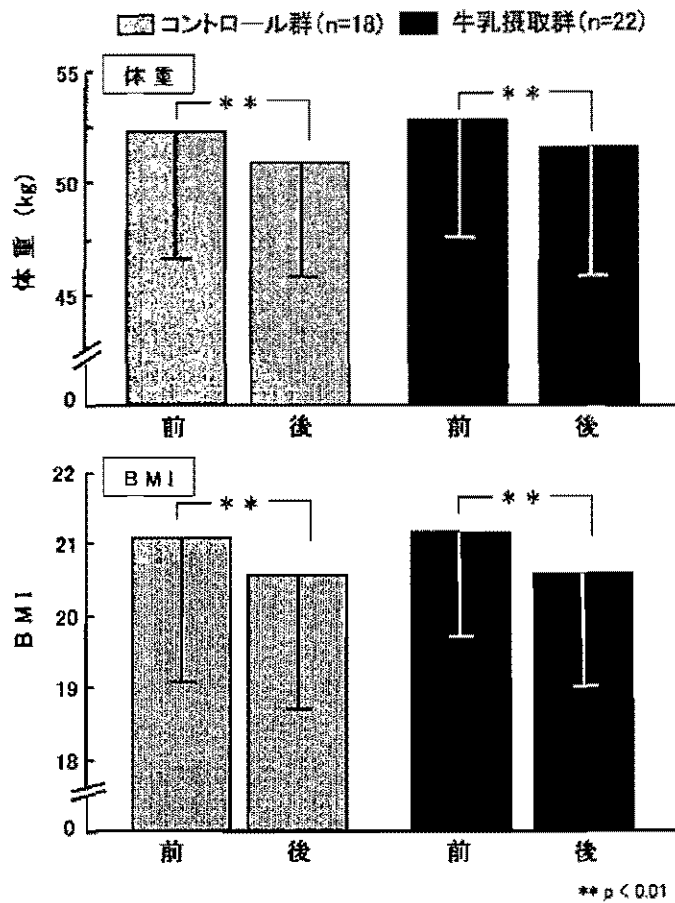 コントロール群(n=18) 牛乳摂取群(n=22)
体重
体重 (kg)
55
50
45
0
**
**
前 後 前 後
BMI
BMI
22
21
20
19
18
0
**
**
前 後 前 後
** p < 0.01